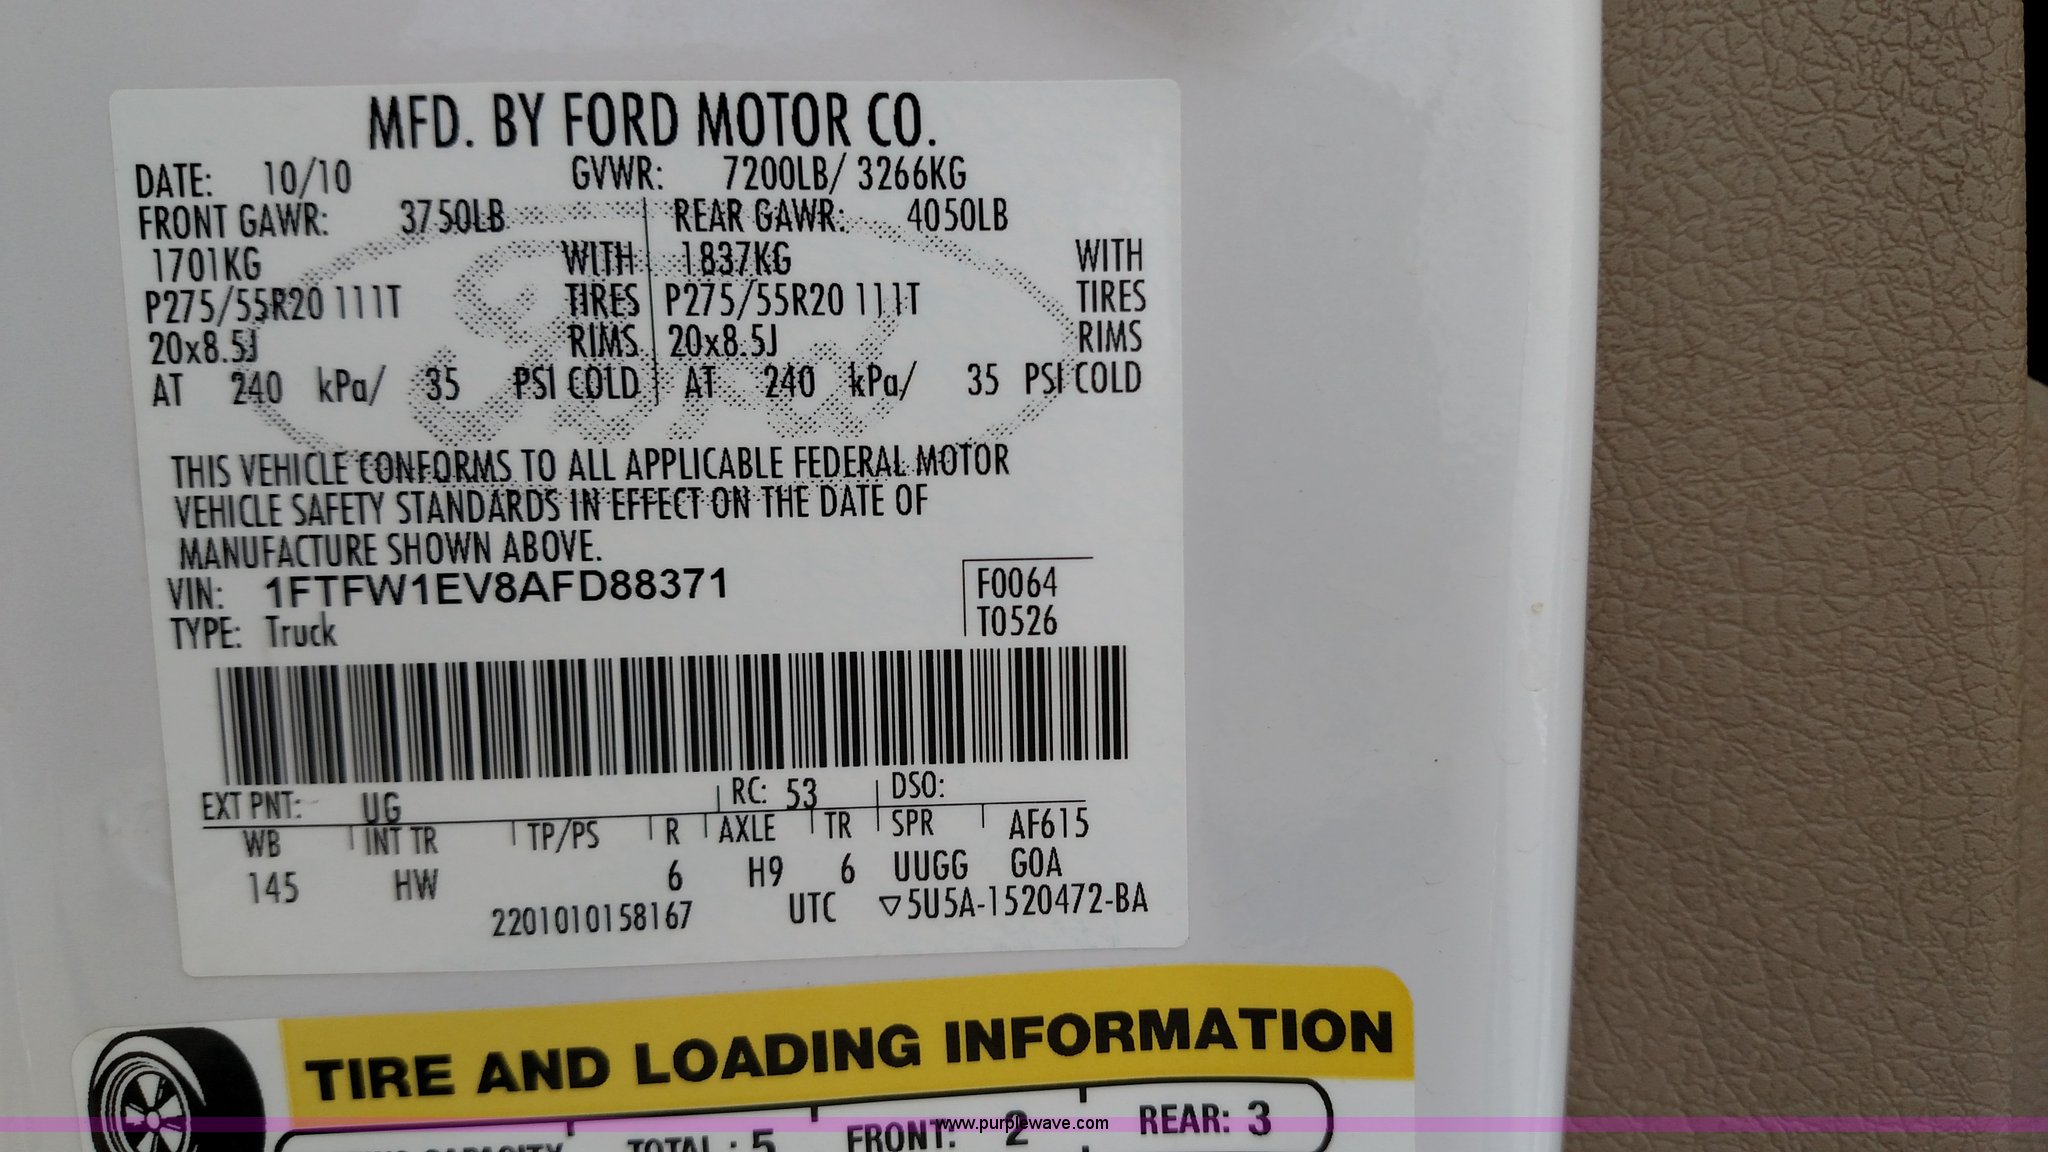 MFD. BY FORD MOTOR CO.
DATE: 10/10 GVWR: 7200LB/ 3266KG
FRONT GAWR: 3750LB REAR GAWR: 4050LB
1701KG WITH 1837KG WITH
P275/55R20 111T TIRES P275/55R20 111T TIRES
20x8.5J RIMS 20x8.5J RIMS
AT 240 kPa/ 35 PSI COLD AT 240 kPa/ 35 PSI COLD
Ford
THIS VEHICLE CONFORMS TO ALL APPLICABLE FEDERAL MOTOR
VEHICLE SAFETY STANDARDS IN EFFECT ON THE DATE OF
MANUFACTURE SHOWN ABOVE.
VIN: 1FTFW1EV8AFD88371 F0064
TYPE: Truck T0526
EXT PNT: UG RC: 53 DSO:
WB INT TR TP/PS R AXLE TR SPR AF615
145 HW 6 H9 6 UUGG GOA
2201010158167 UTC ▽5U5A-1520472-BA
TIRE AND LOADING INFORMATION
CAPACITY TOTAL : 5 FRONT: 2 REAR: 3
www.purplewave.com